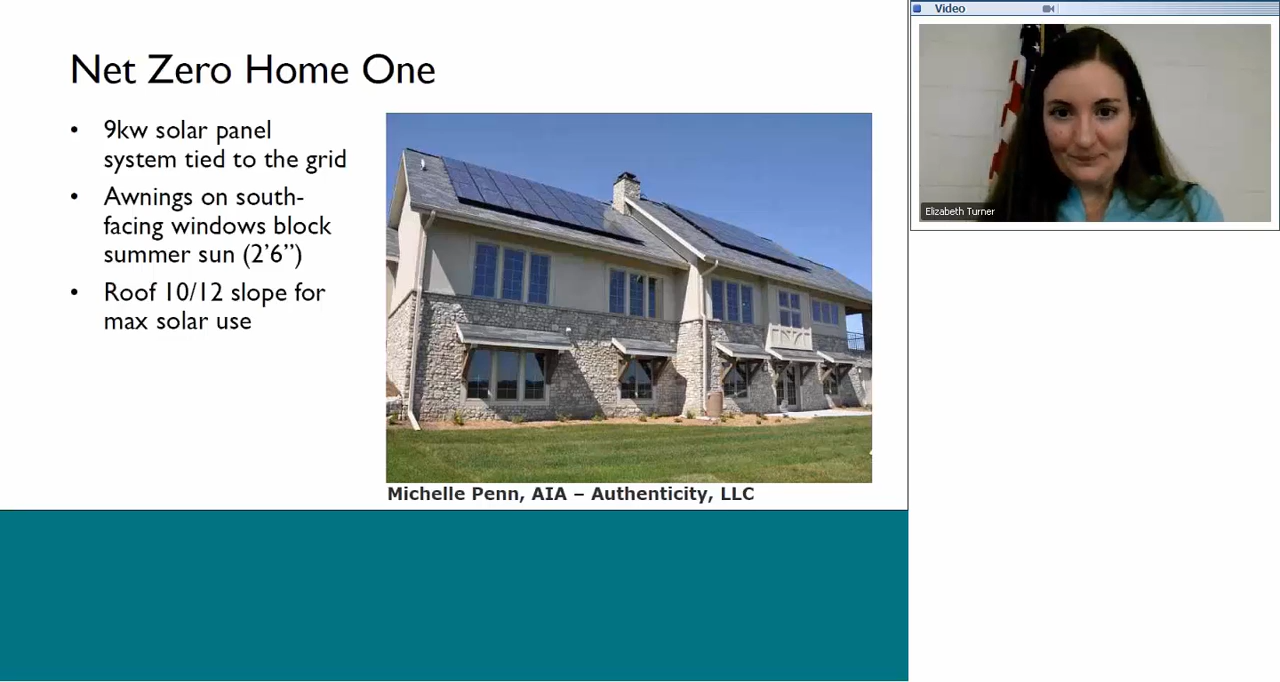 Net Zero Home One
• 9kw solar panel
system tied to the grid
• Awnings on south-
facing windows block
summer sun (2’6”)
• Roof 10/12 slope for
max solar use
Michelle Penn, AIA – Authenticity, LLC
Video
Elizabeth Turner